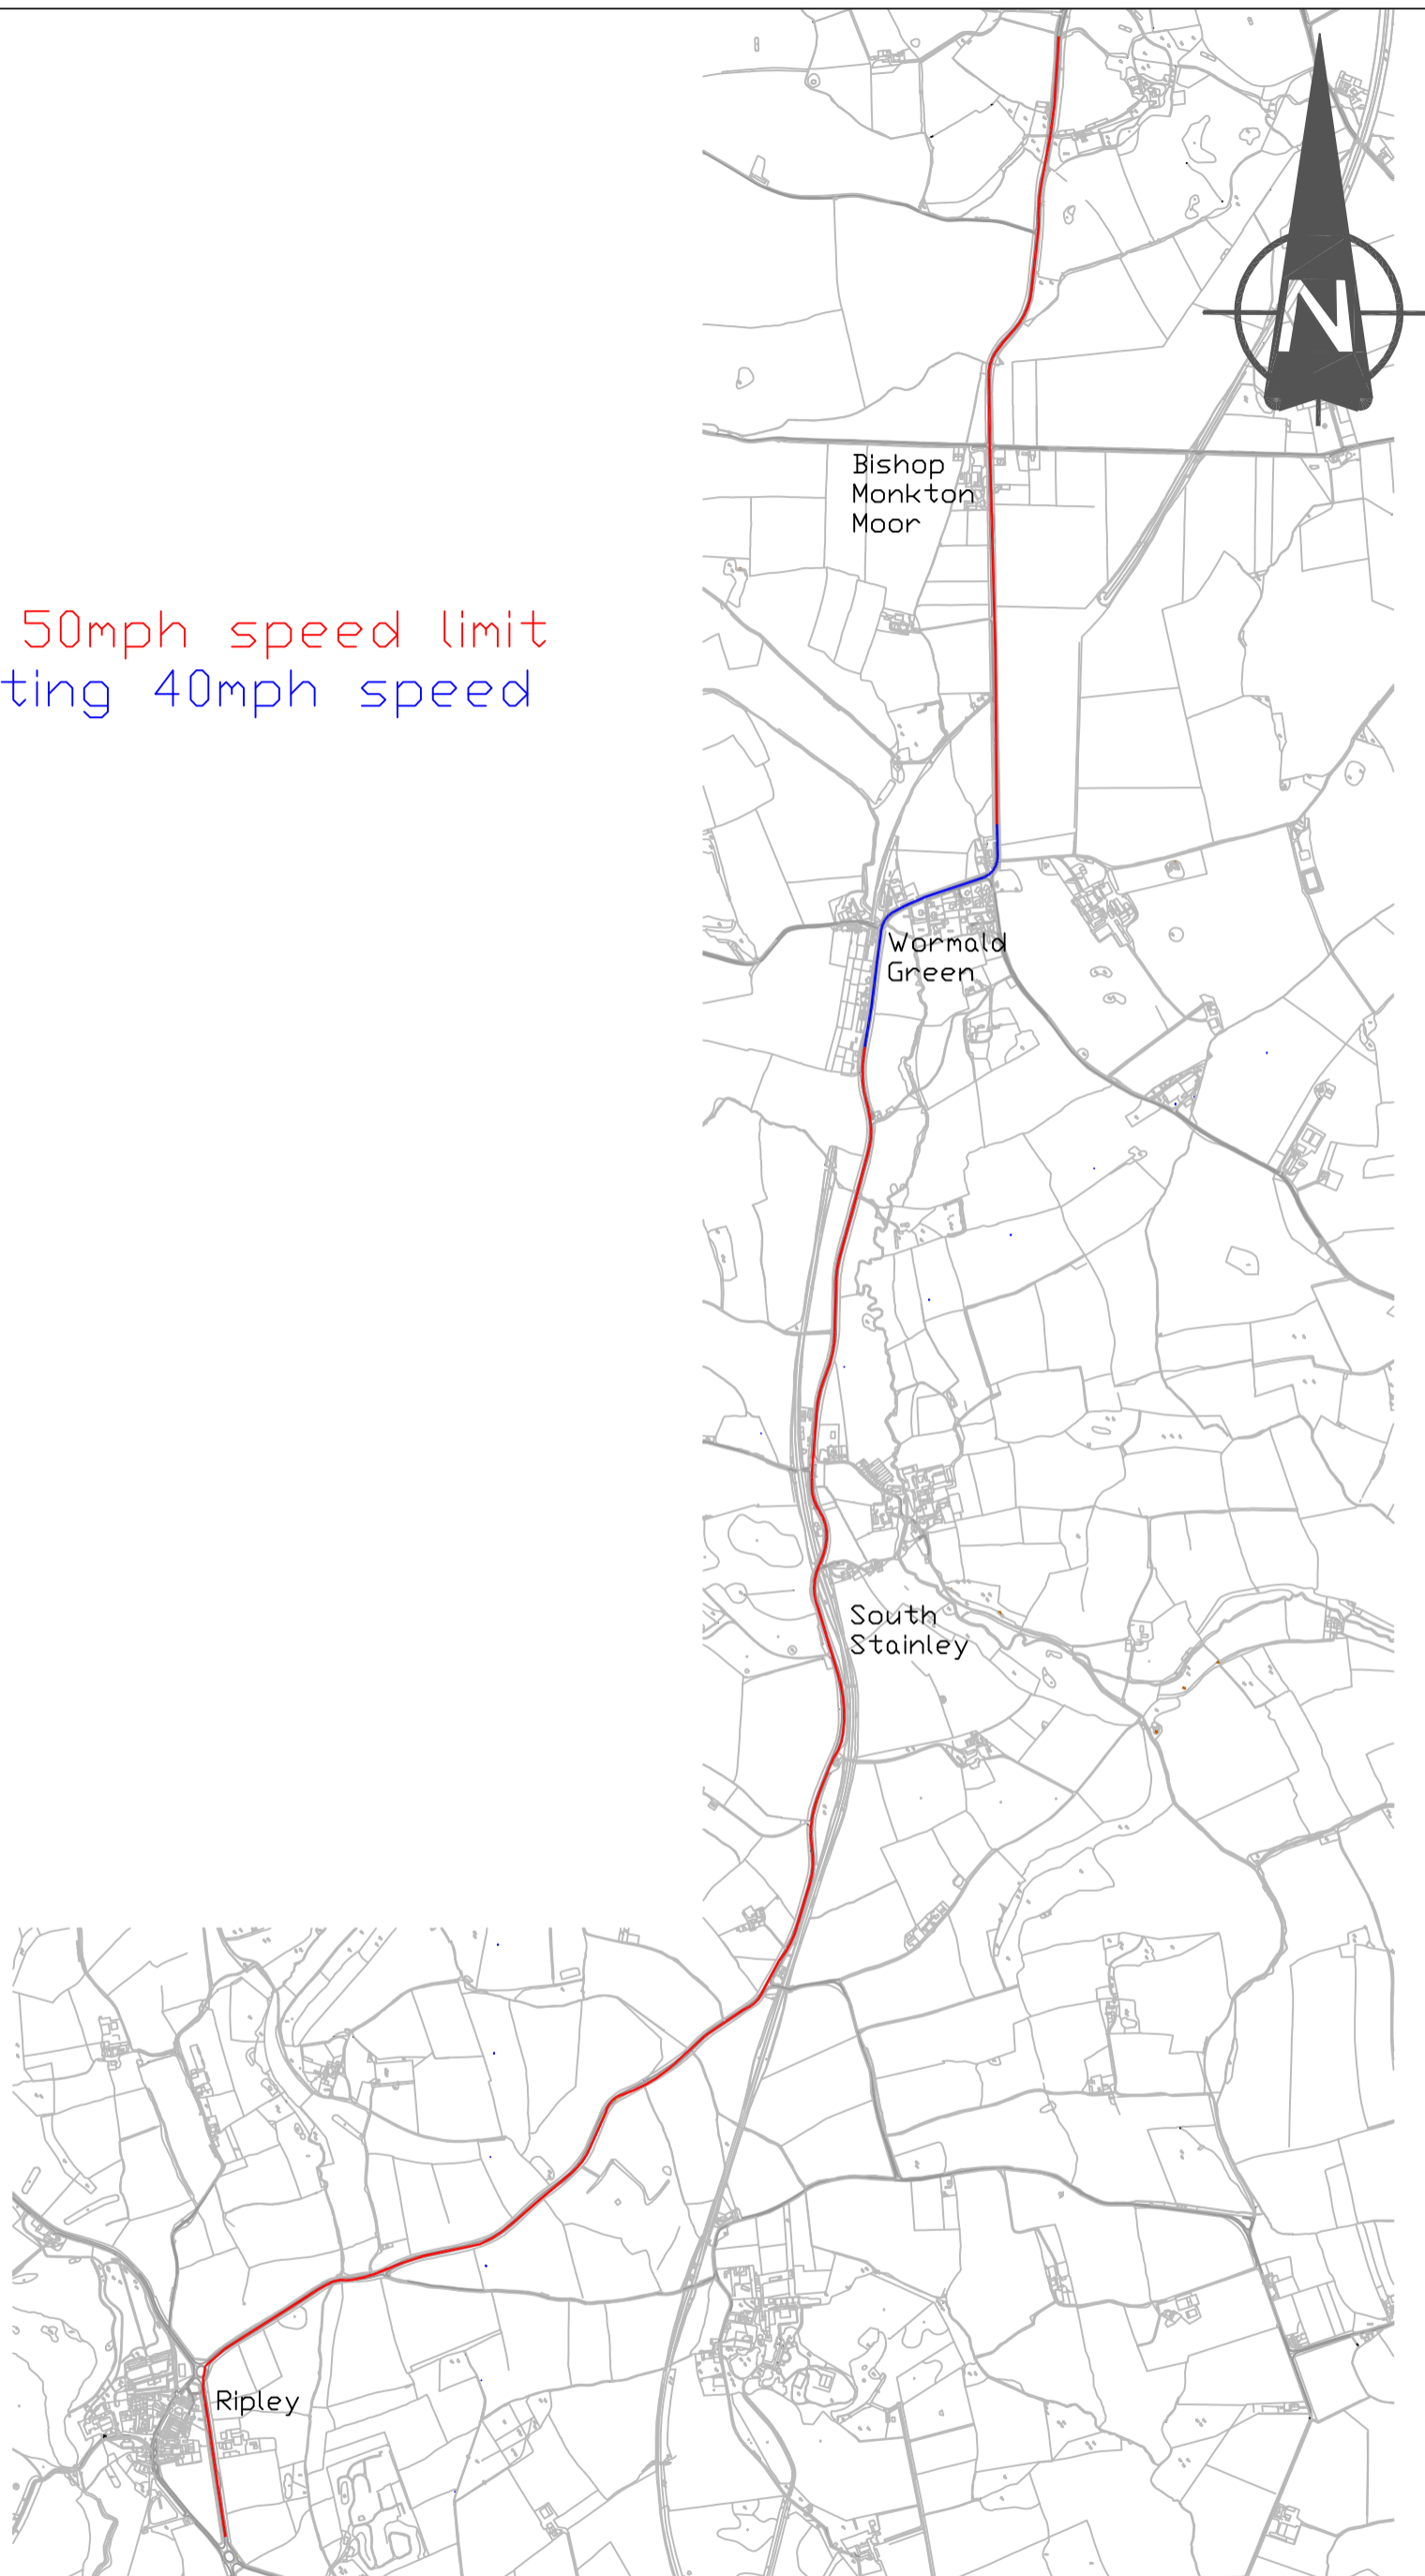 N
Bishop
Monkton
Moor
50mph speed limit
ting 40mph speed
Wormald
Green
South
Stainley
Ripley